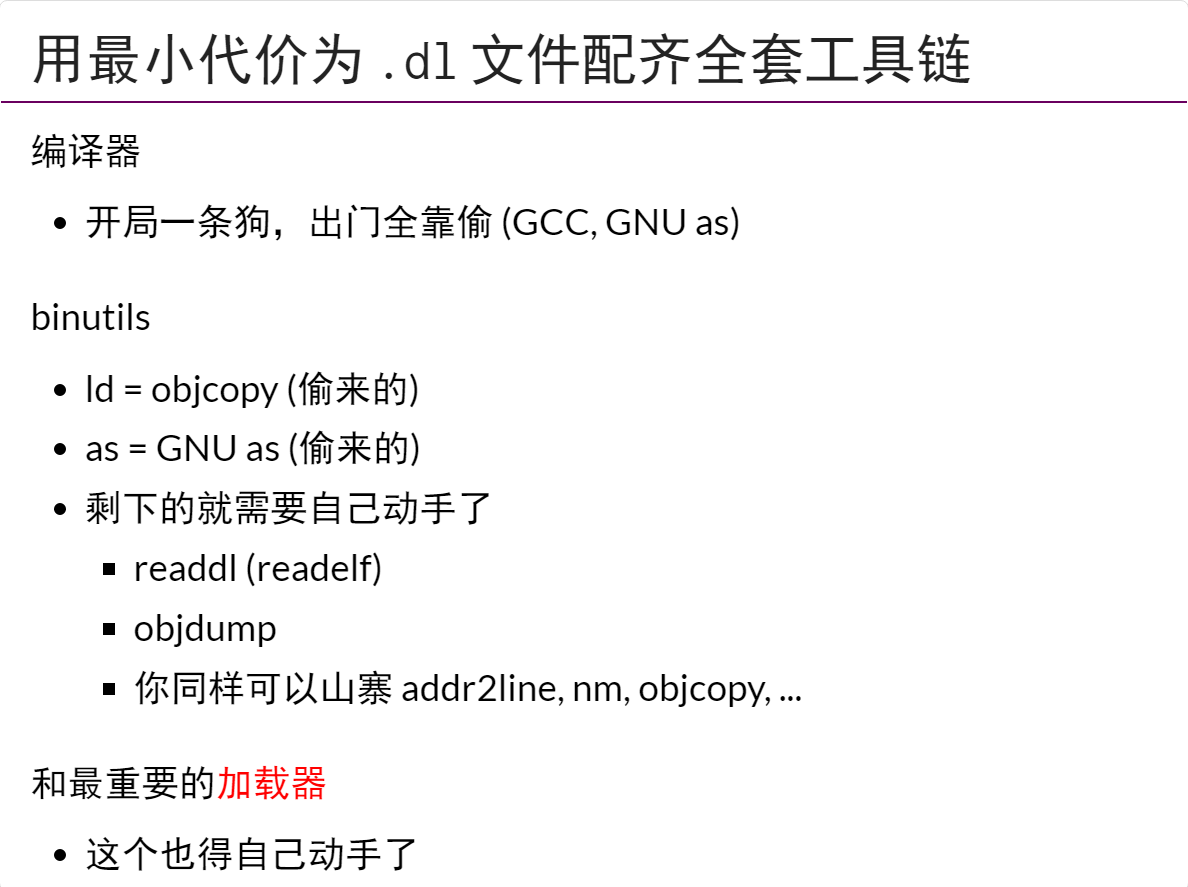 用最小代价为 .dl 文件配齐全套工具链
编译器
开局一条狗，出门全靠偷 (GCC, GNU as)
binutils
ld = objcopy (偷来的)
as = GNU as (偷来的)
剩下的就需要自己动手了
readdl (readelf)
objdump
你同样可以山寨 addr2line, nm, objcopy, ...
和最重要的加载器
这个也得自己动手了